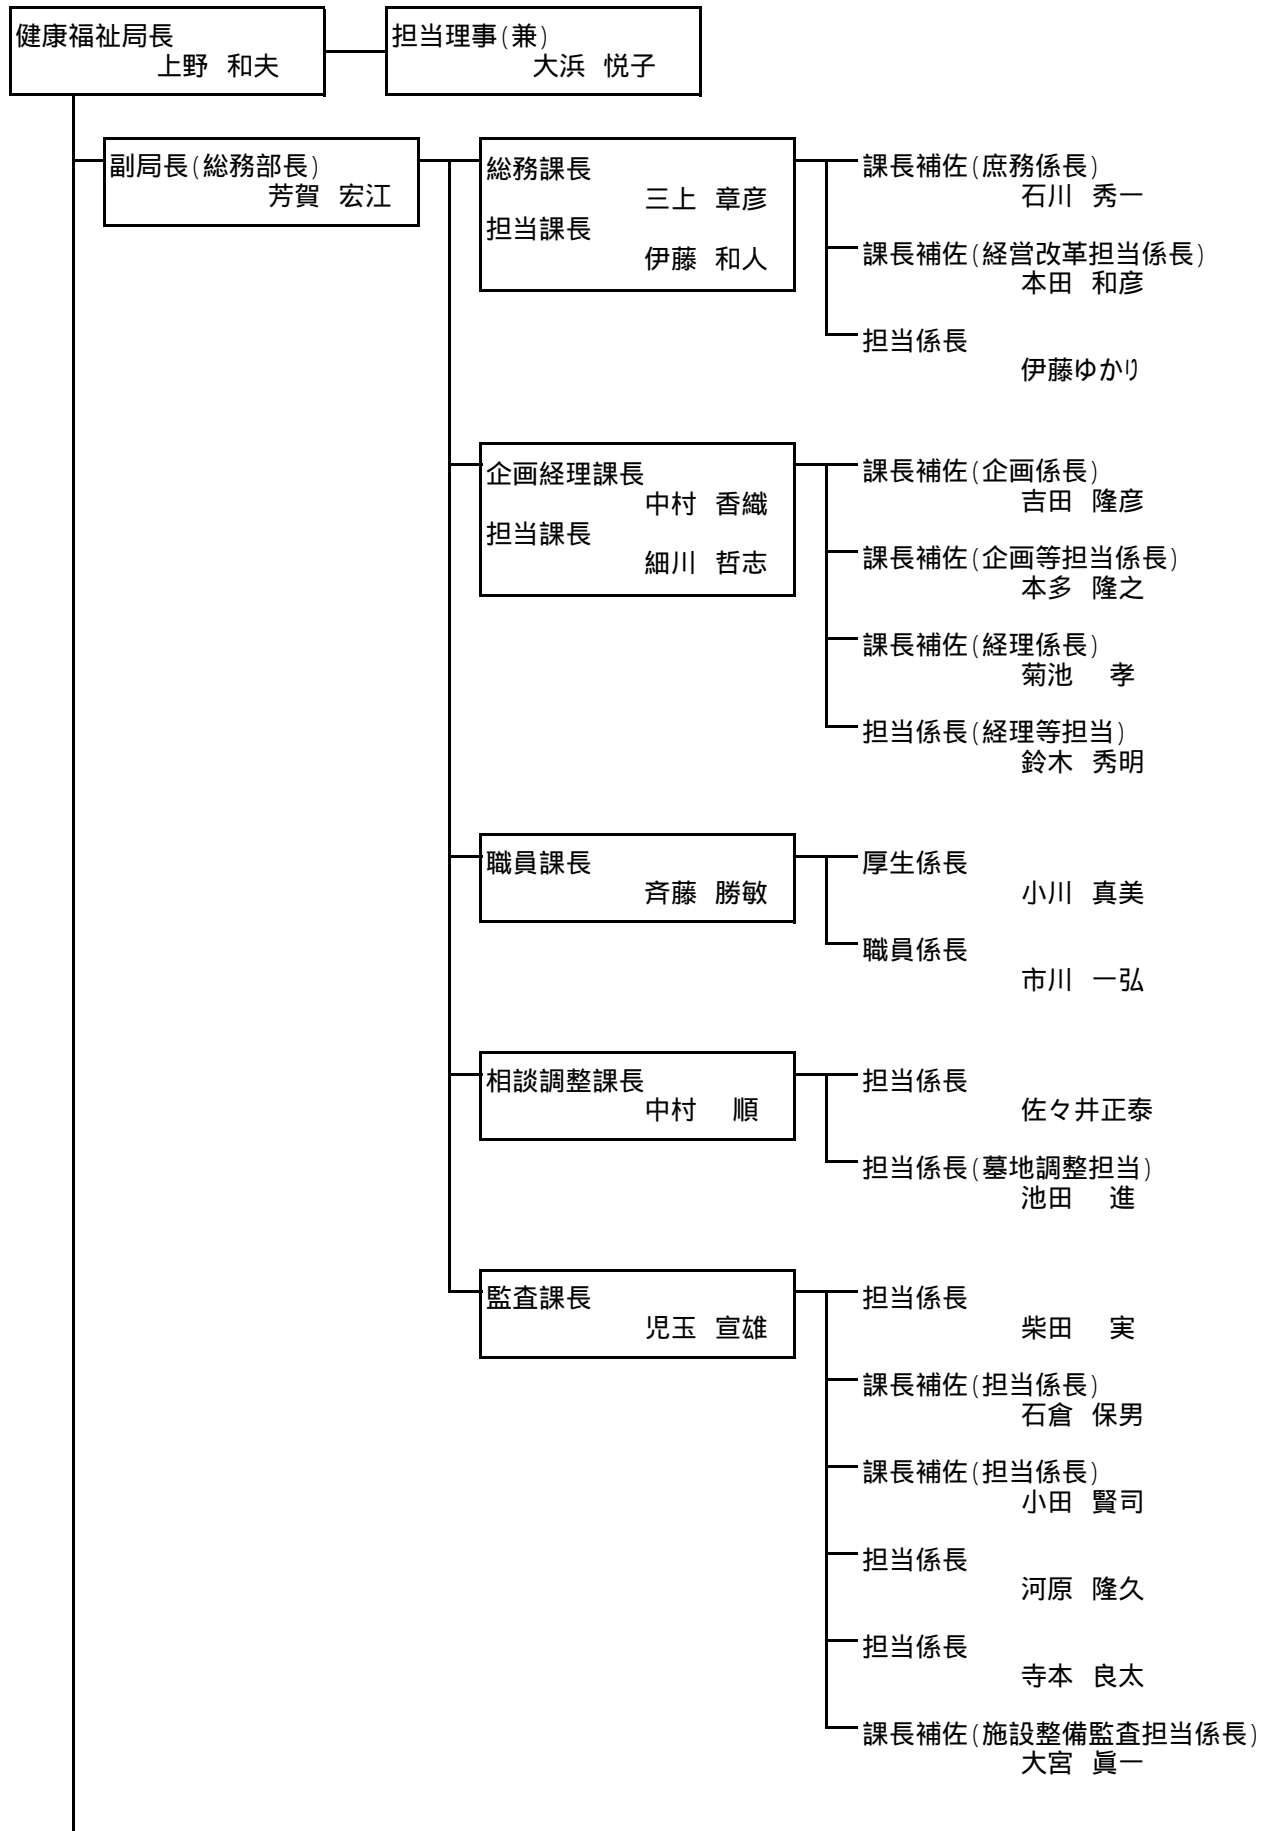 健康福祉局長
上野 和夫
担当理事(兼)
大浜 悦子
副局長(総務部長)
芳賀 宏江
総務課長
三上 章彦
担当課長
伊藤 和人
課長補佐(庶務係長)
石川 秀一
課長補佐(経営改革担当係長)
本田 和彦
担当係長
伊藤ゆかり
企画経理課長
中村 香織
担当課長
細川 哲志
課長補佐(企画係長)
吉田 隆彦
課長補佐(企画等担当係長)
本多 隆之
課長補佐(経理係長)
菊池 孝
担当係長(経理等担当)
鈴木 秀明
職員課長
斉藤 勝敏
厚生係長
小川 真美
職員係長
市川 一弘
相談調整課長
中村 順
担当係長
佐々井正泰
担当係長(墓地調整担当)
池田 進
監査課長
児玉 宣雄
担当係長
柴田 実
課長補佐(担当係長)
石倉 保男
課長補佐(担当係長)
小田 賢司
担当係長
河原 隆久
担当係長
寺本 良太
課長補佐(施設整備監査担当係長)
大宮 眞一